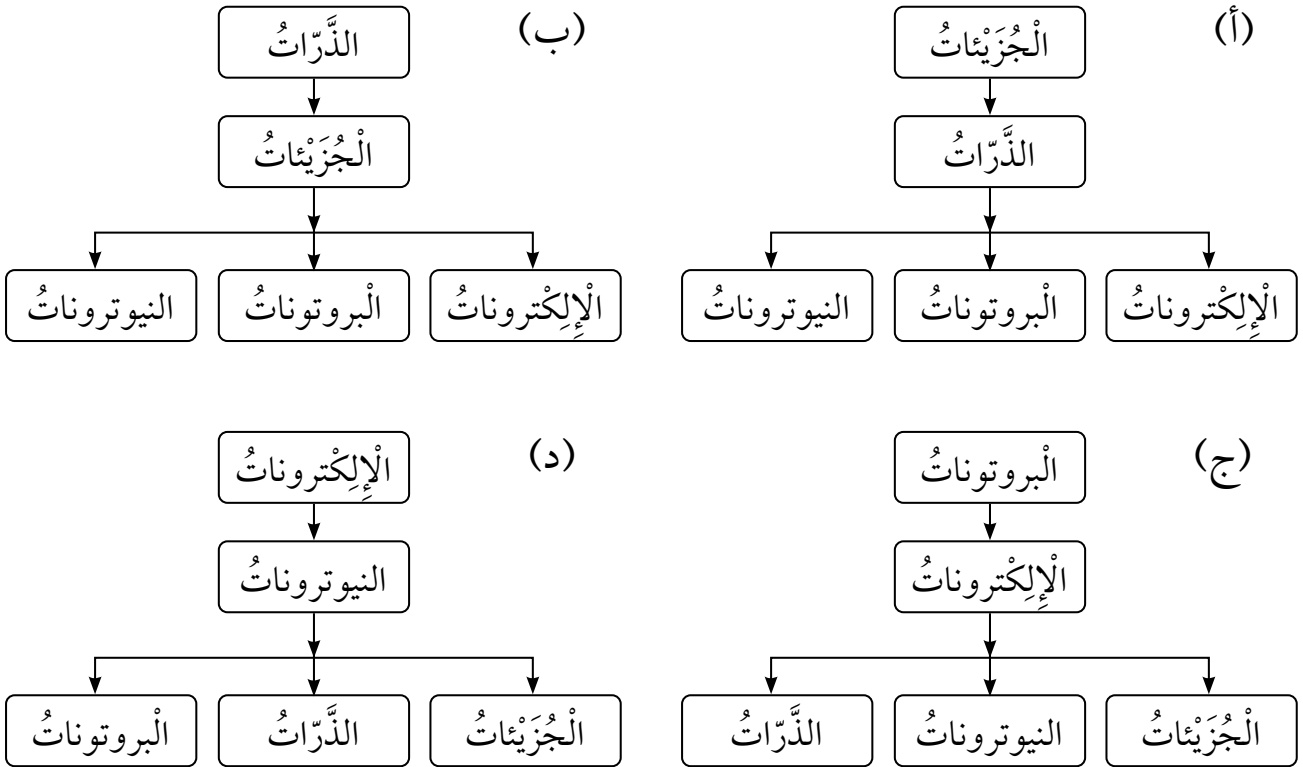 (أ)
الْجُزَيْئاتُ
الذَّرّاتُ
الْإِلِكْتروناتُ
الْبروتوناتُ
النيوتروناتُ
(ب)
الذَّرّاتُ
الْجُزَيْئاتُ
الْإِلِكْتروناتُ
الْبروتوناتُ
النيوتروناتُ
(ج)
الْبروتوناتُ
الْإِلِكْتروناتُ
الْجُزَيْئاتُ
النيوتروناتُ
الذَّرّاتُ
(د)
الْإِلِكْتروناتُ
النيوتروناتُ
الْجُزَيْئاتُ
الذَّرّاتُ
الْبروتوناتُ